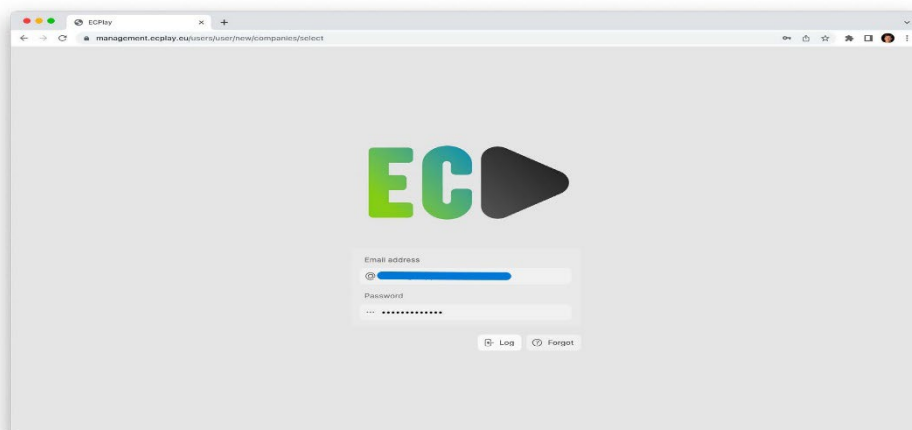 ECPlay
management.ecplay.eu/users/user/new/companies/select
EC
Email address
@
Password
Log
Forgot